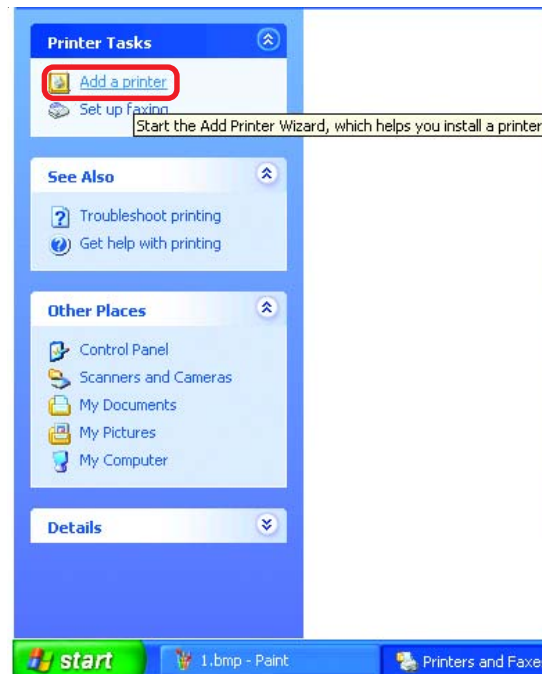 Printer Tasks
Add a printer
Set up faxing
Start the Add Printer Wizard, which helps you install a printer
See Also
Troubleshoot printing
Get help with printing
Other Places
Control Panel
Scanners and Cameras
My Documents
My Pictures
My Computer
Details
start
1.bmp - Paint
Printers and Faxe